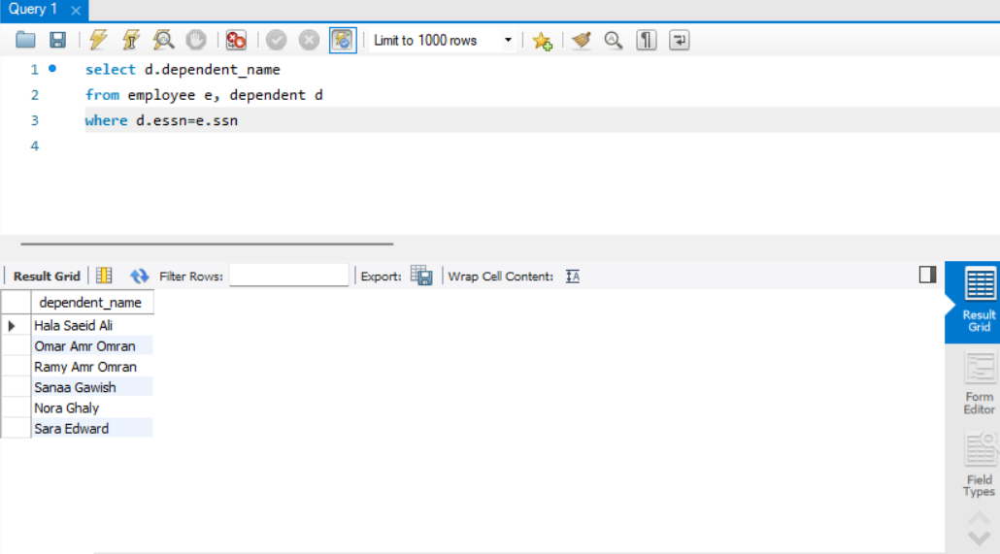 Query 1
Limit to 1000 rows
1 select d.dependent_name
2 from employee e, dependent d
3 where d.essn=e.ssn
4
Result Grid Filter Rows: Export: Wrap Cell Content: IA
dependent_name
Hala Saeid Ali
Omar Amr Omran
Ramy Amr Omran
Sanaa Gawish
Nora Ghaly
Sara Edward
Result
Grid
Form
Editor
Field
Types